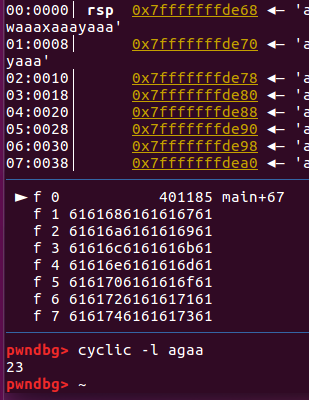 00:0000│ rsp 0x7fffffffde68 ◂— 'a
waaaxaaayaaa'
01:0008│ 0x7fffffffde70 ◂— 'a
yaaa'
02:0010│ 0x7fffffffde78 ◂— 'a
03:0018│ 0x7fffffffde80 ◂— 'a
04:0020│ 0x7fffffffde88 ◂— 'a
05:0028│ 0x7fffffffde90 ◂— 'a
06:0030│ 0x7fffffffde98 ◂— 'a
07:0038│ 0x7fffffffdea0 ◂— 'a
► f 0 401185 main+67
f 1 6161686161616761
f 2 61616a6161616961
f 3 61616c6161616b61
f 4 61616e6161616d61
f 5 6161706161616f61
f 6 6161726161617161
f 7 6161746161617361
pwndbg> cyclic -l agaa
23
pwndbg> ~